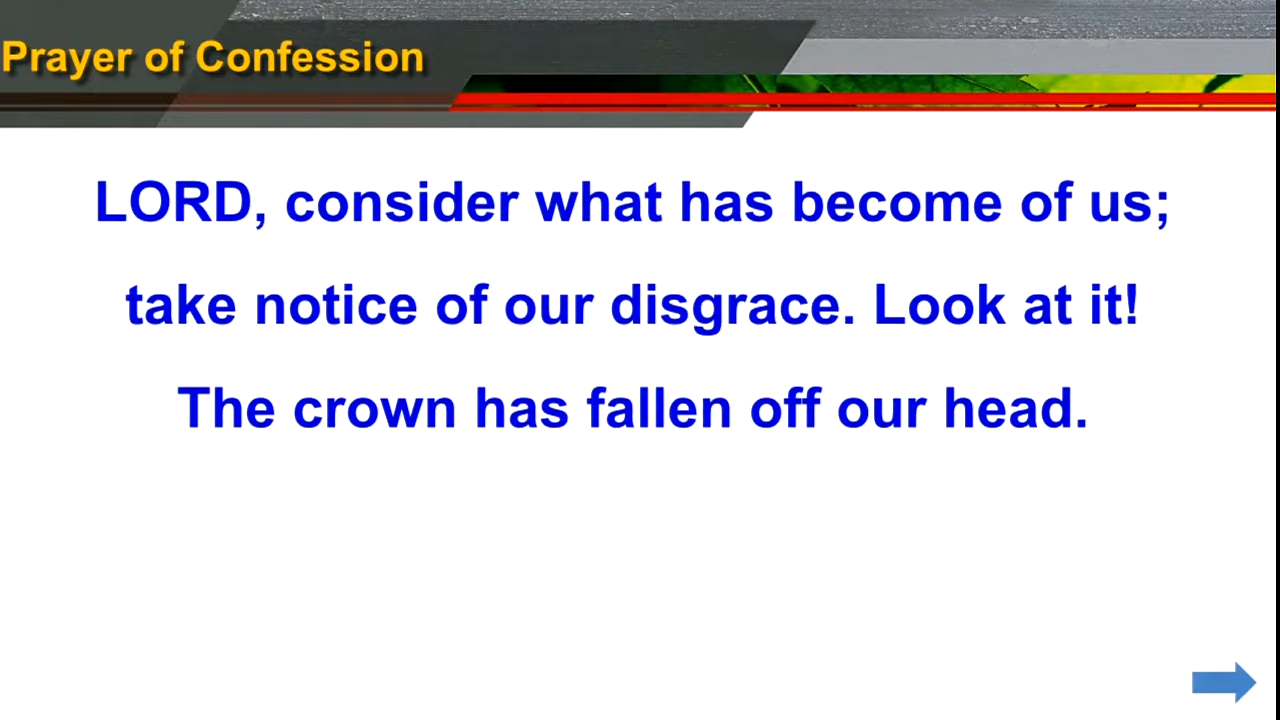 Prayer of Confession
LORD, consider what has become of us;
take notice of our disgrace. Look at it!
The crown has fallen off our head.